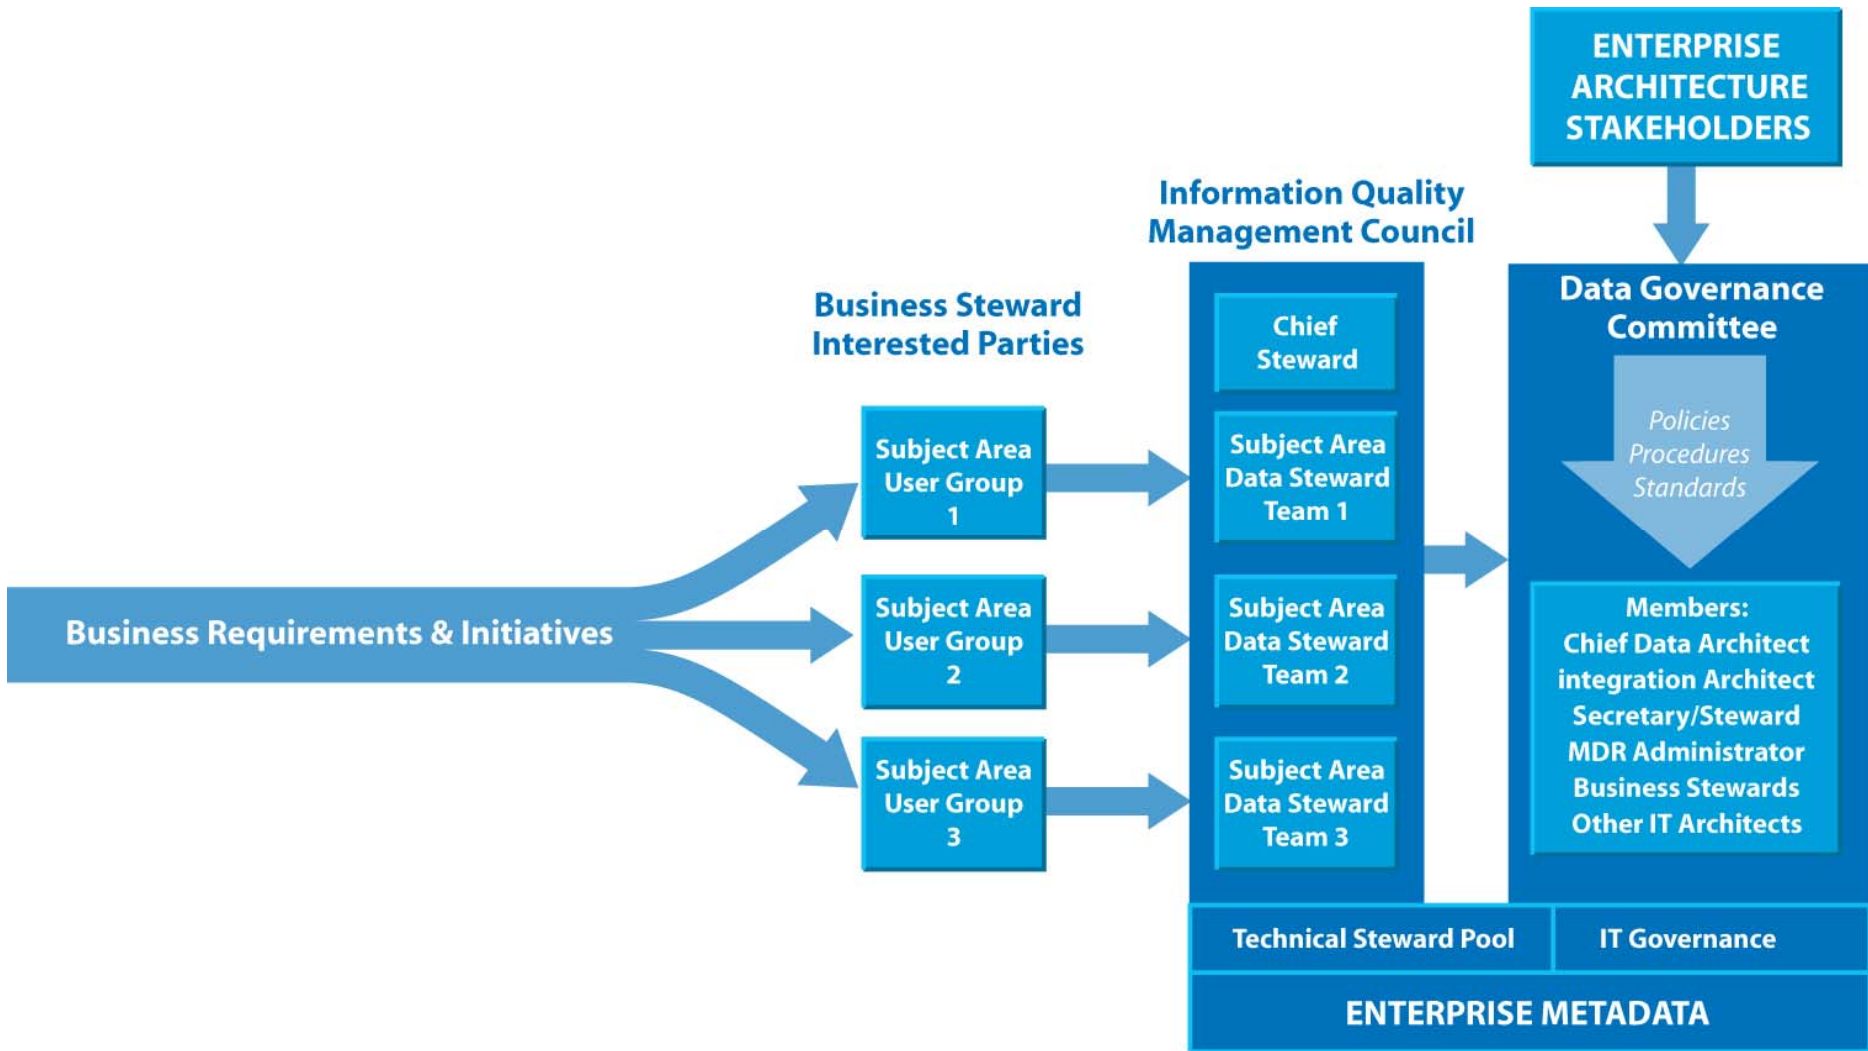 ENTERPRISE
ARCHITECTURE
STAKEHOLDERS
Information Quality
Management Council
Business Steward
Interested Parties
Data Governance
Committee
Chief
Steward
Policies
Procedures
Standards
Subject Area
User Group
1
Subject Area
Data Steward
Team 1
Business Requirements & Initiatives
Subject Area
User Group
2
Subject Area
Data Steward
Team 2
Members:
Chief Data Architect
integration Architect
Secretary/Steward
MDR Administrator
Business Stewards
Other IT Architects
Subject Area
User Group
3
Subject Area
Data Steward
Team 3
Technical Steward Pool
IT Governance
ENTERPRISE METADATA